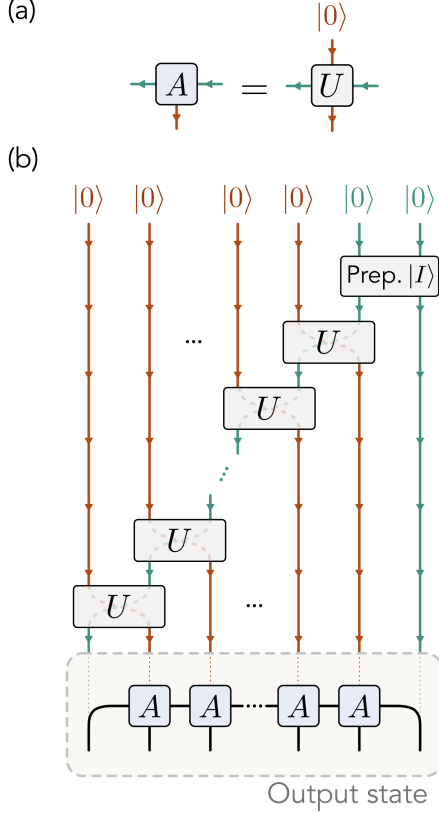 (a)
|0⟩
A = U
(b)
|0⟩ |0⟩ |0⟩ |0⟩ |0⟩ |0⟩
Prep. |I⟩
... U
U
U
U ...
A A A A
Output state